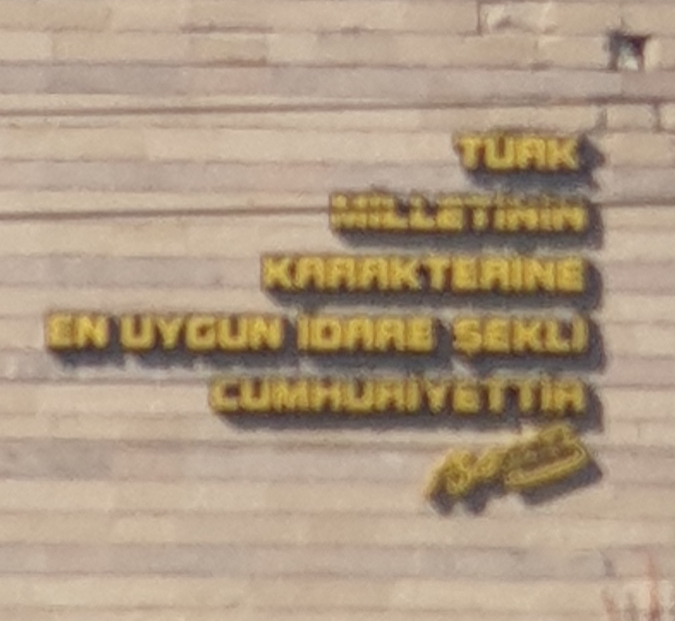 TÜRK
MİLLETİNİN
KARAKTERİNE
EN UYGUN İDARE ŞEKLİ
CUMHURİYETTİR